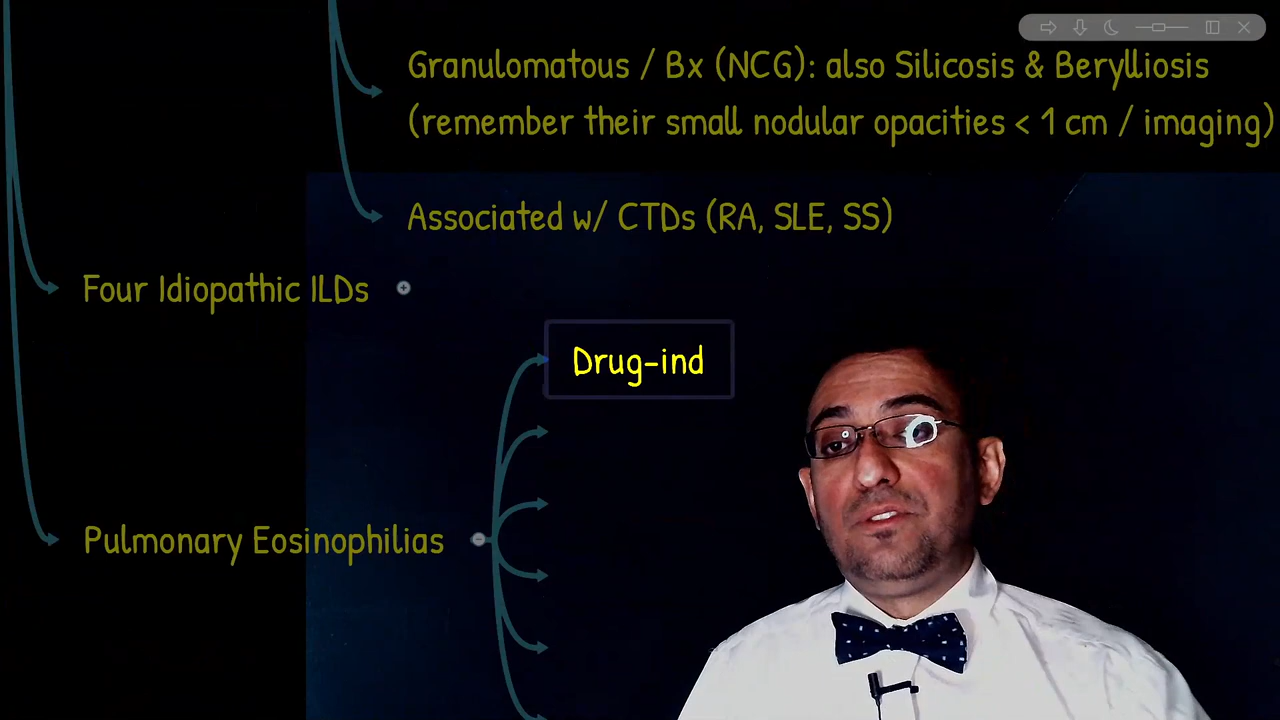 Granulomatous / Bx (NCG): also Silicosis & Berylliosis
(remember their small nodular opacities < 1 cm / imaging)
Associated w/ CTDs (RA, SLE, SS)
Four Idiopathic ILDs
Drug-ind
Pulmonary Eosinophilias